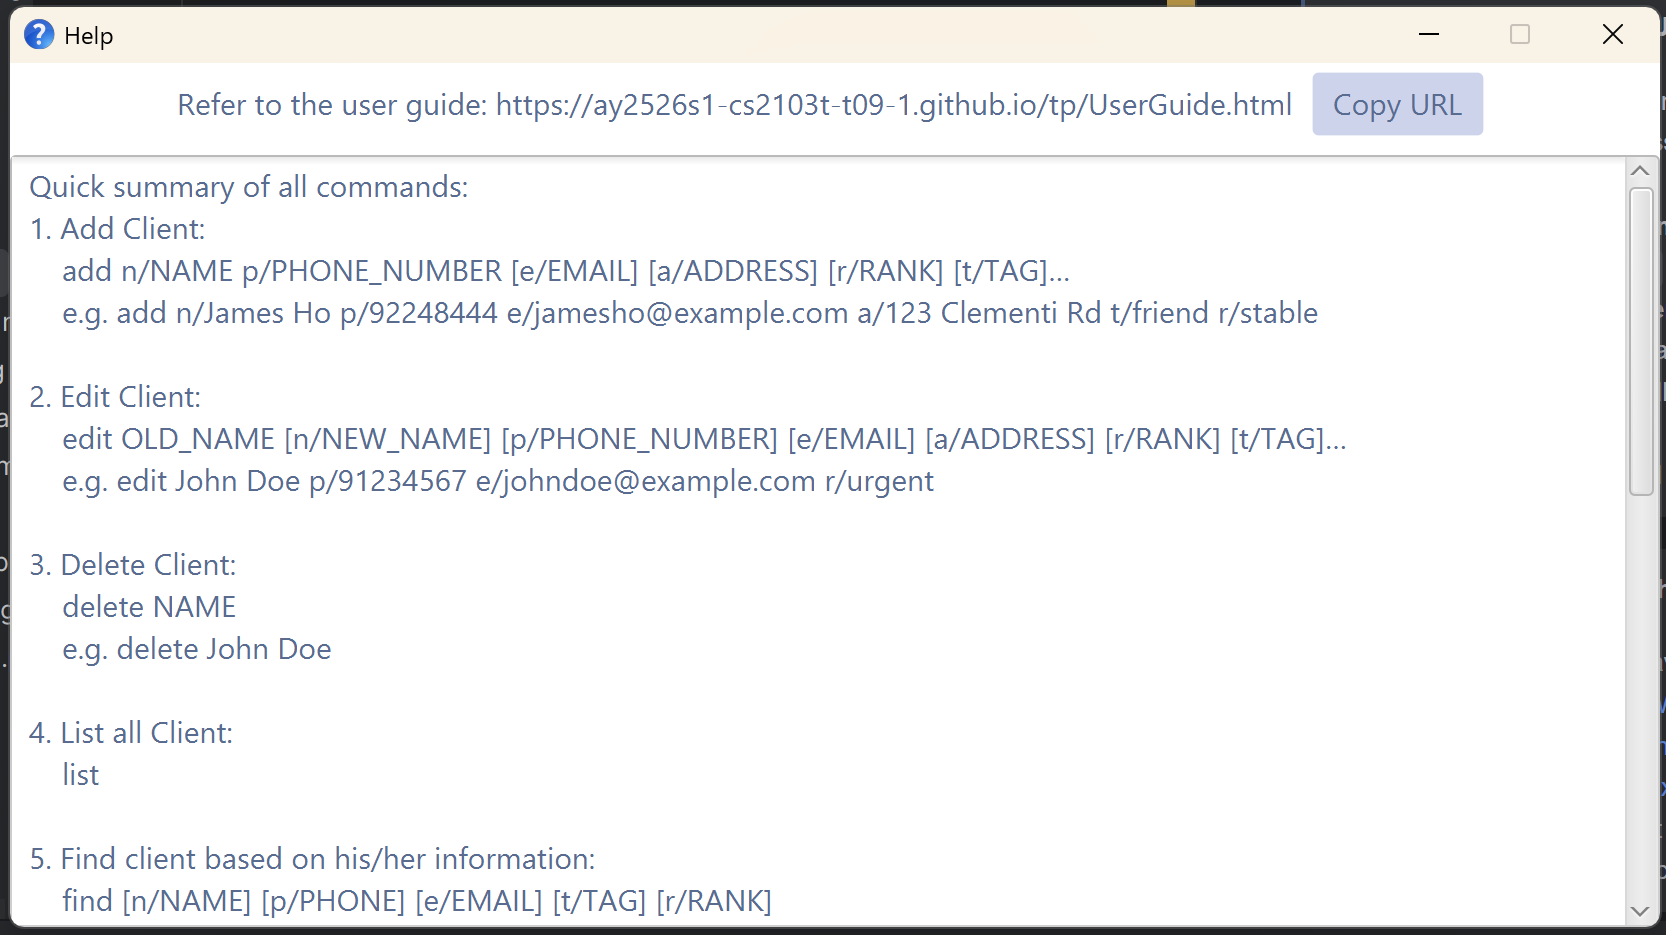 Help
Refer to the user guide: https://ay2526s1-cs2103t-t09-1.github.io/tp/UserGuide.html Copy URL
Quick summary of all commands:
1. Add Client:
add n/NAME p/PHONE_NUMBER [e/EMAIL] [a/ADDRESS] [r/RANK] [t/TAG]...
e.g. add n/James Ho p/92248444 e/jamesho@example.com a/123 Clementi Rd t/friend r/stable
2. Edit Client:
edit OLD_NAME [n/NEW_NAME] [p/PHONE_NUMBER] [e/EMAIL] [a/ADDRESS] [r/RANK] [t/TAG]...
e.g. edit John Doe p/91234567 e/johndoe@example.com r/urgent
3. Delete Client:
delete NAME
e.g. delete John Doe
4. List all Client:
list
5. Find client based on his/her information:
find [n/NAME] [p/PHONE] [e/EMAIL] [t/TAG] [r/RANK]